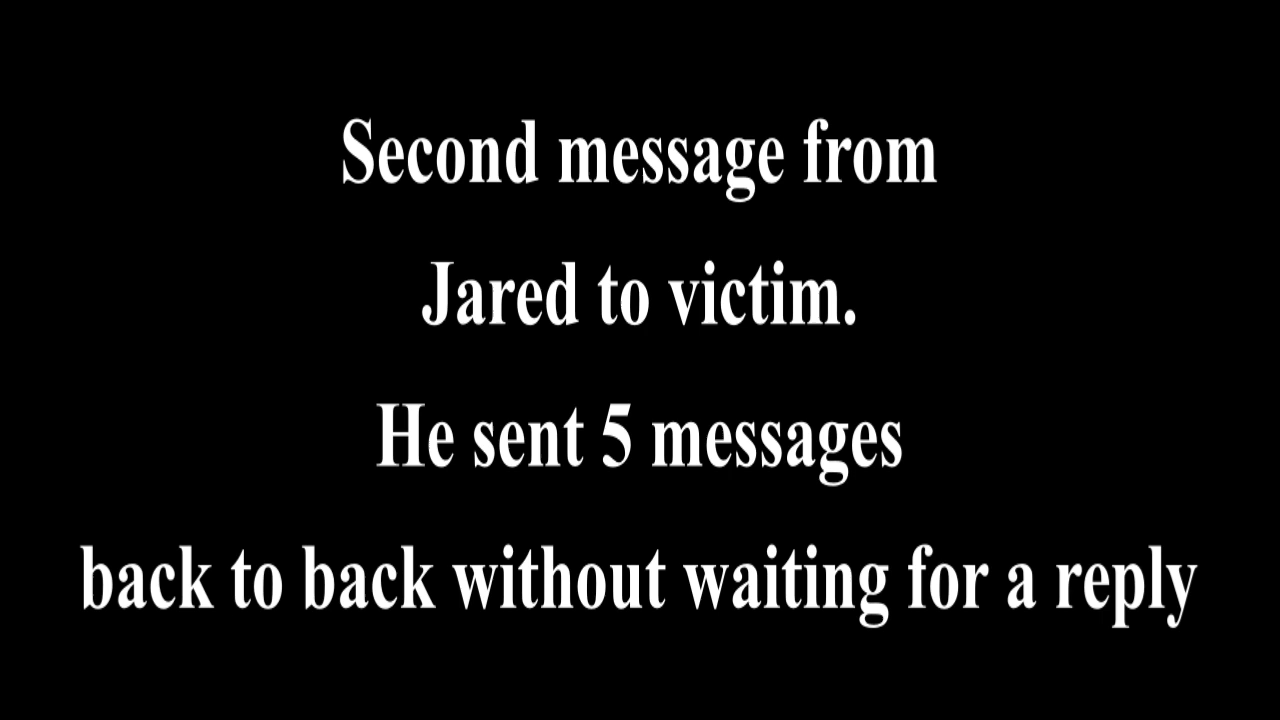 Second message from
Jared to victim.
He sent 5 messages
back to back without waiting for a reply